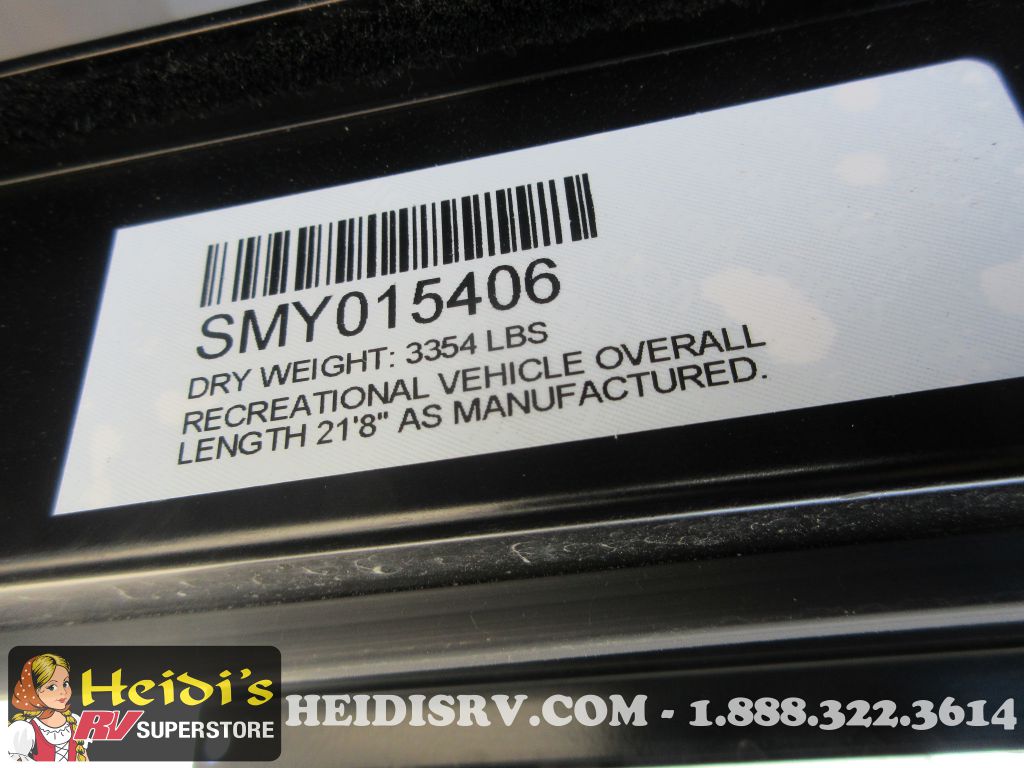 SMY015406
DRY WEIGHT: 3354 LBS
RECREATIONAL VEHICLE OVERALL
LENGTH 21'8" AS MANUFACTURED.
Heidi's
RV SUPERSTORE
HEIDISRV.COM - 1.888.322.3614